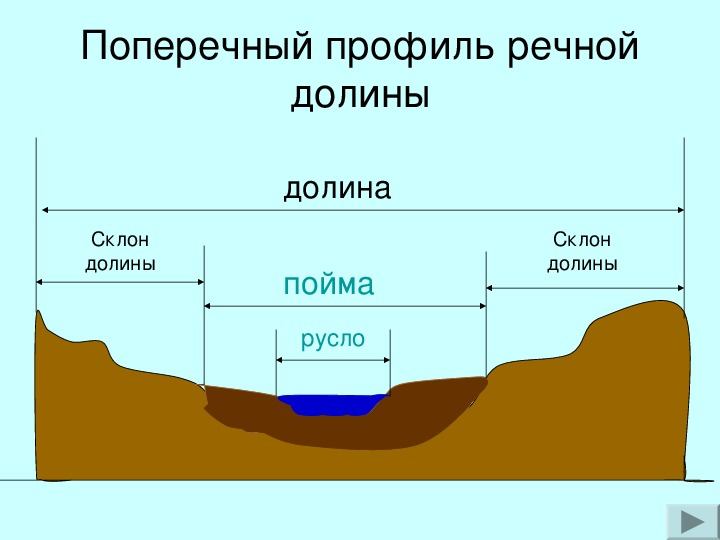 Поперечный профиль речной
долины
долина
Склон
долины
Склон
долины
пойма
русло